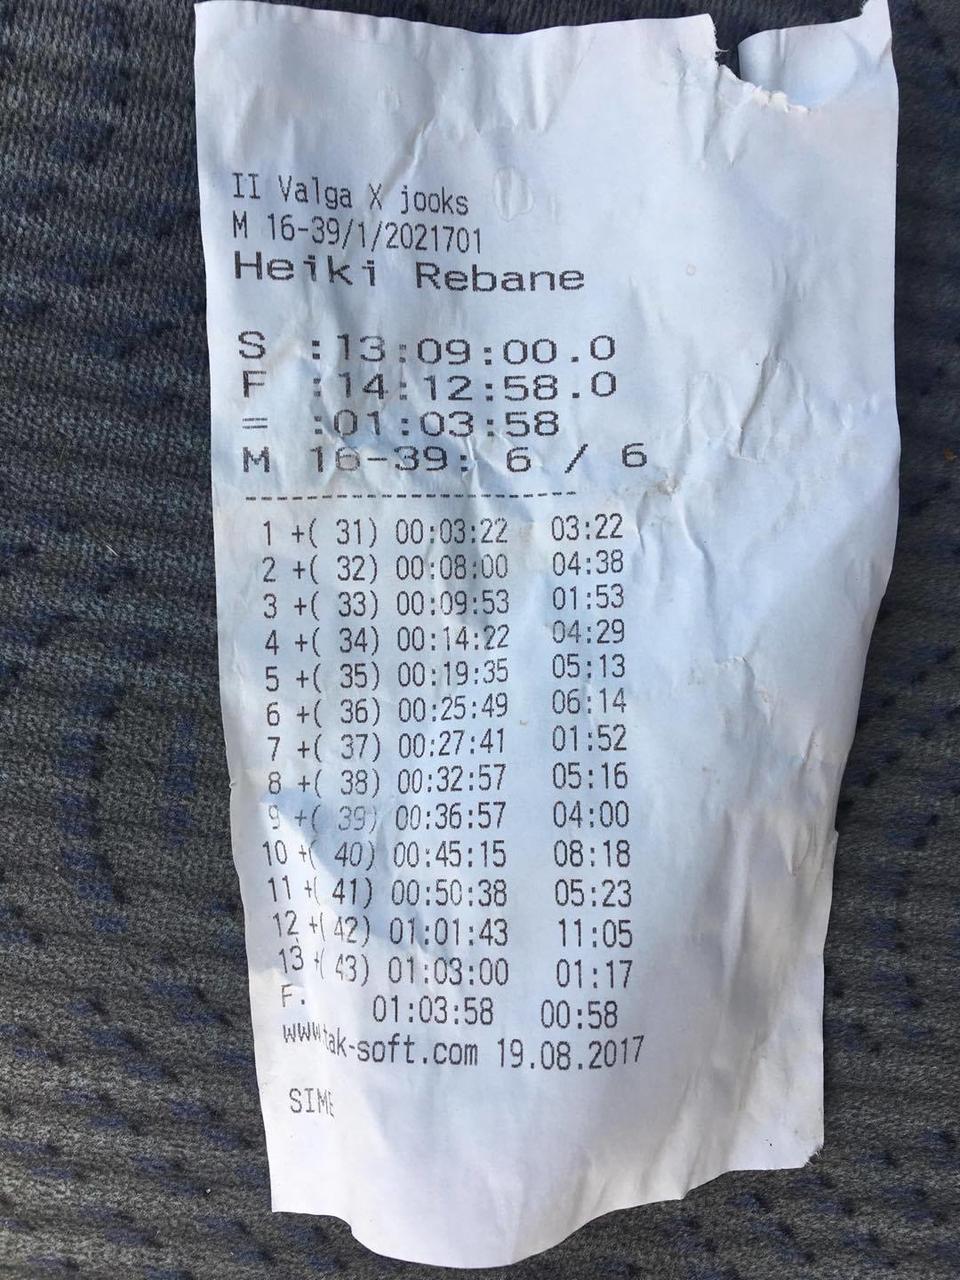 II Valga X jooks
M 16-39/1/2021701
Heiki Rebane
S :13:09:00.0
F :14:12:58.0
= :01:03:58
M 16-39: 6 / 6
-----------------------------
1 +( 31) 00:03:22 03:22
2 +( 32) 00:08:00 04:38
3 +( 33) 00:09:53 01:53
4 +( 34) 00:14:22 04:29
5 +( 35) 00:19:35 05:13
6 +( 36) 00:25:49 06:14
7 +( 37) 00:27:41 01:52
8 +( 38) 00:32:57 05:16
9 +( 39) 00:36:57 04:00
10 +( 40) 00:45:15 08:18
11 +( 41) 00:50:38 05:23
12 +( 42) 01:01:43 11:05
13 +( 43) 01:03:00 01:17
F. 01:03:58 00:58
www.tak-soft.com 19.08.2017
SIME